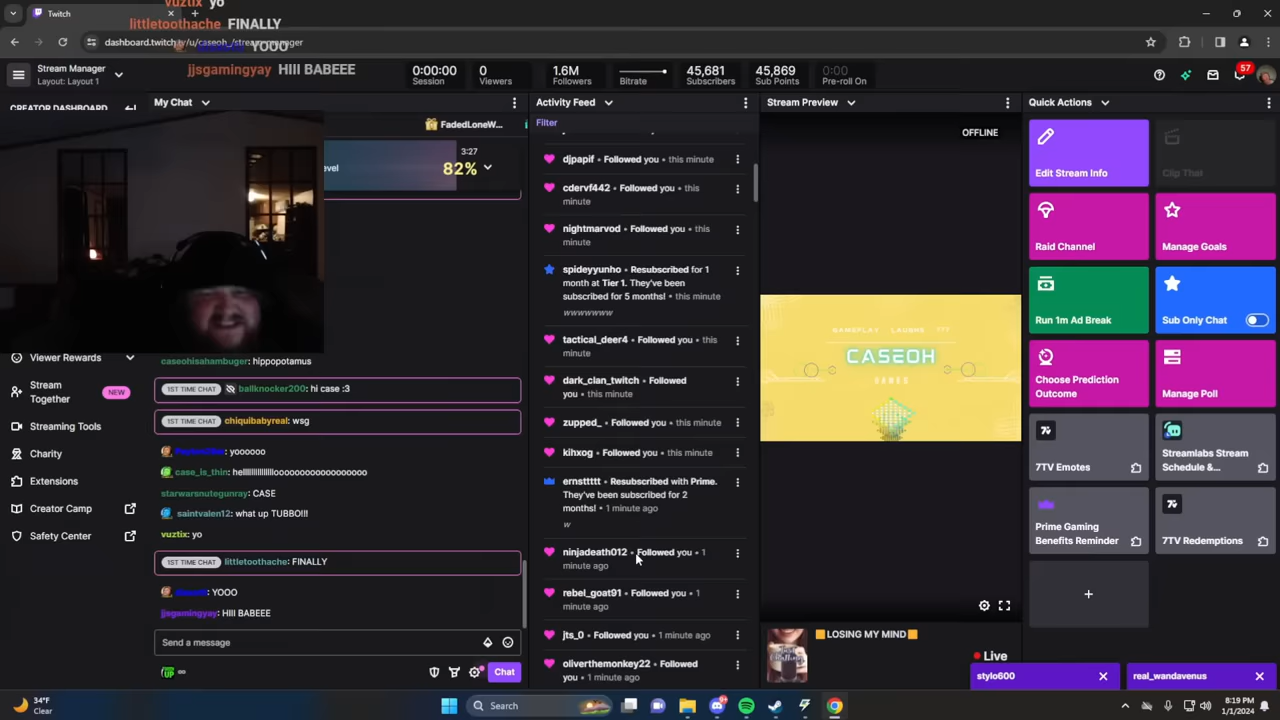 vuztix yo
Twitch
littletoothache FINALLY
YOOO
dashboard.twitch.tv/u/caseoh_/stream-manager
jjsgamingyay HIII BABEEE
Stream Manager
Layout: Layout 1
0:00:00
Session
0
Viewers
1.6M
Followers
Bitrate
45,681
Subscribers
45,869
Sub Points
0:00
Pre-roll On
57
CREATOR DASHBOARD
My Chat
FadedLoneW...
3:27
evel
82%
Viewer Rewards
Stream
Together
NEW
Streaming Tools
Charity
Extensions
Creator Camp
Safety Center
caseohisahambuger: hippopotamus
1ST TIME CHAT ballknocker200: hi case :3
1ST TIME CHAT chiquibabyreal: wsg
yoooooo
case_is_thin: hellllllllllllllooooooooooooooooo
starwarsnutegunray: CASE
saintvalen12: what up TUBBO!!!
vuztix: yo
1ST TIME CHAT littletoothache: FINALLY
YOOO
jjsgamingyay: HIII BABEEE
Send a message
Chat
Activity Feed
Filter
djpapif • Followed you • this minute
cdervf442 • Followed you • this
minute
nightmarvod • Followed you • this
minute
spideyyunho • Resubscribed for 1
month at Tier 1. They've been
subscribed for 5 months! • this minute
wwwwwww
tactical_deer4 • Followed you • this
minute
dark_clan_twitch • Followed
you • this minute
zupped_ • Followed you • this minute
kihxog • Followed you • this minute
ernsttttt • Resubscribed with Prime.
They've been subscribed for 2
months! • 1 minute ago
w
ninjadeath012 • Followed you • 1
minute ago
rebel_goat91 • Followed you • 1
minute ago
jts_0 • Followed you • 1 minute ago
oliverthemonkey22 • Followed
you • 1 minute ago
Stream Preview
OFFLINE
GAMEPLAY LAUGHS ???
CASEOH
GAMES
LOSING MY MIND
Live
Quick Actions
Edit Stream Info
Clip That
Raid Channel
Manage Goals
Run 1m Ad Break
Sub Only Chat
Choose Prediction
Outcome
Manage Poll
7TV Emotes
Streamlabs Stream
Schedule &...
Prime Gaming
Benefits Reminder
7TV Redemptions
stylo600
real_wandavenus
34°F
Clear
Search
8:19 PM
1/1/2024